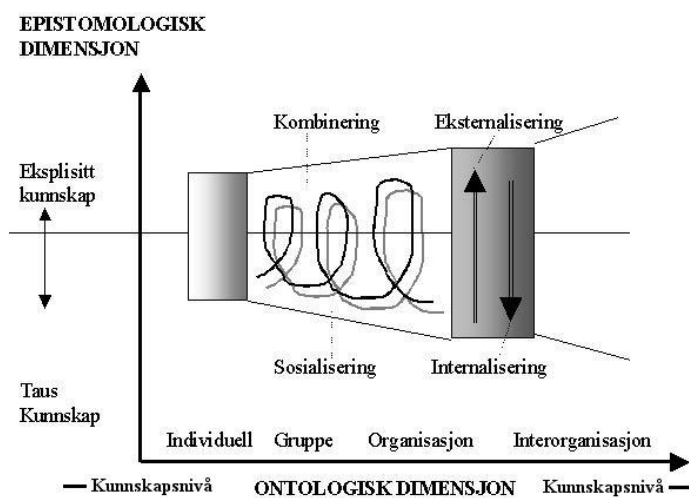 EPISTOMOLOGISK
DIMENSJON
Kombinering
Eksternalisering
Eksplisitt
kunnskap
Sosialisering
Internalisering
Taus
Kunnskap
Individuell Gruppe Organisasjon Interorganisasjon
Kunnskapsnivå ONTOLOGISK DIMENSJON Kunnskapsnivå